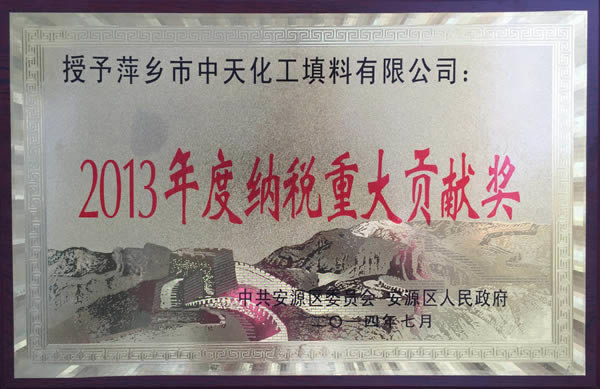 授予萍乡市中天化工填料有限公司：
2013年度纳税重大贡献奖
中共安源区委员会 安源区人民政府
二〇一四年七月